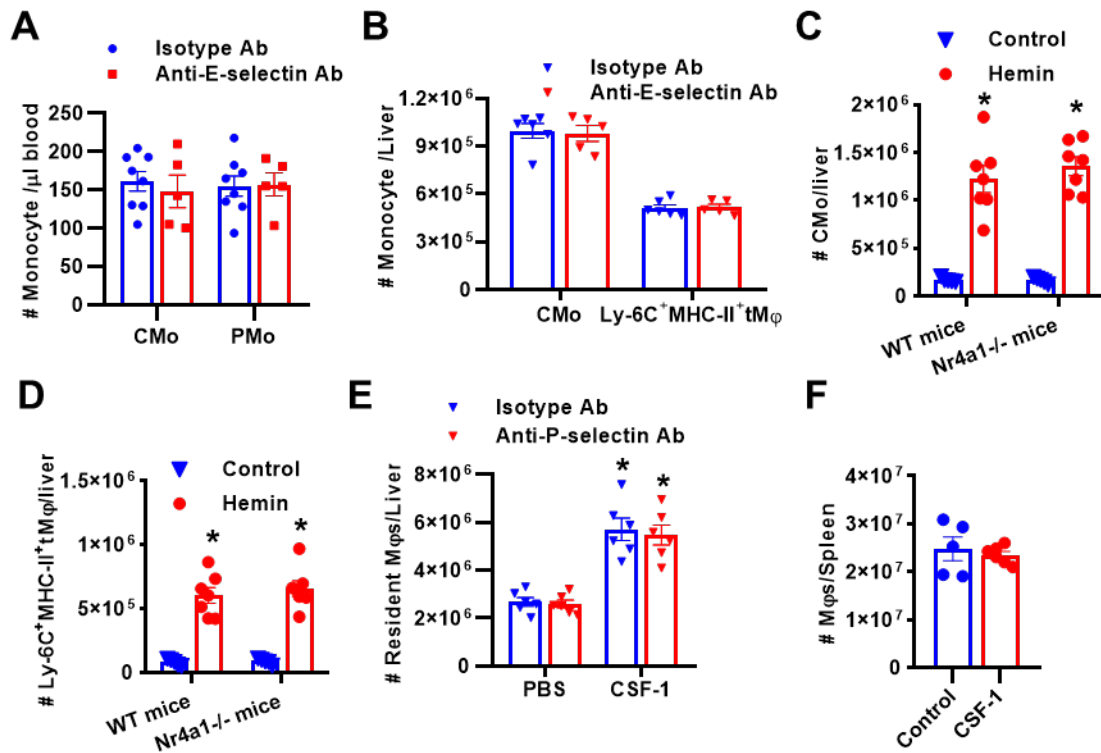 A
Isotype Ab
Anti-E-selectin Ab
# Monocyte /μl blood
250
200
150
100
50
0
CMo PMo
B
Isotype Ab
Anti-E-selectin Ab
# Monocyte /Liver
1.2×10⁶
9×10⁵
6×10⁵
3×10⁵
0
CMo Ly-6C⁺MHC-II⁺tMφ
C
Control
Hemin
# CMo/liver
2×10⁶
1.5×10⁶
1×10⁶
5×10⁵
0
* *
WT mice Nr4a1-/- mice
D
Control
Hemin
# Ly-6C⁺MHC-II⁺tMφ/liver
1.5×10⁶
1×10⁶
5×10⁵
0
* *
WT mice Nr4a1-/- mice
E
Isotype Ab
Anti-P-selectin Ab
# Resident Mφs/Liver
8×10⁶
6×10⁶
4×10⁶
2×10⁶
0
* *
PBS CSF-1
F
# Mφs/Spleen
4×10⁷
3×10⁷
2×10⁷
1×10⁷
0
Control CSF-1